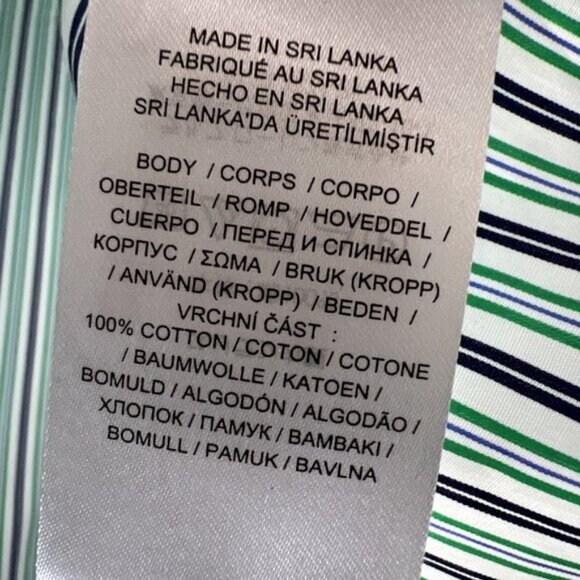 MADE IN SRI LANKA
FABRIQUÉ AU SRI LANKA
HECHO EN SRI LANKA
SRİ LANKA'DA ÜRETİLMİŞTİR
BODY / CORPS / CORPO /
OBERTEIL / ROMP / HOVEDDEL /
CUERPO / ПЕРЕД И СПИНКА /
КОРПУС / ΣΩΜΑ / BRUK (KROPP)
/ ANVÄND (KROPP) / BEDEN /
VRCHNÍ ČÁST :
100% COTTON / COTON / COTONE
/ BAUMWOLLE / KATOEN /
BOMULD / ALGODÓN / ALGODÃO /
ХЛОПОК / ПАМУК / BAMBAKI /
BOMULL / PAMUK / BAVLNA